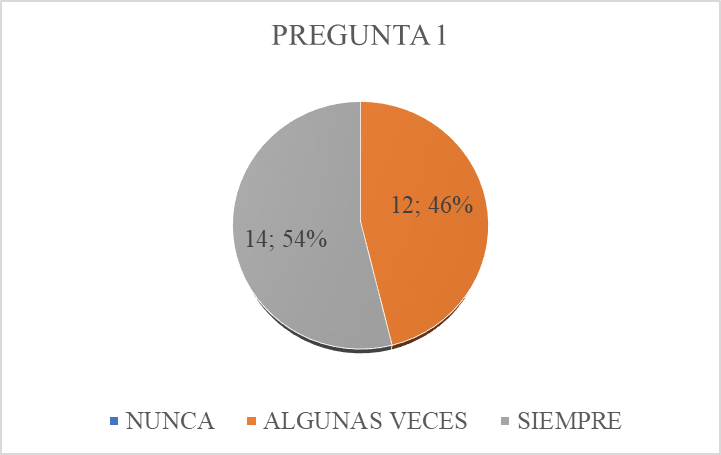 PREGUNTA 1
12; 46%
14; 54%
NUNCA ALGUNAS VECES SIEMPRE